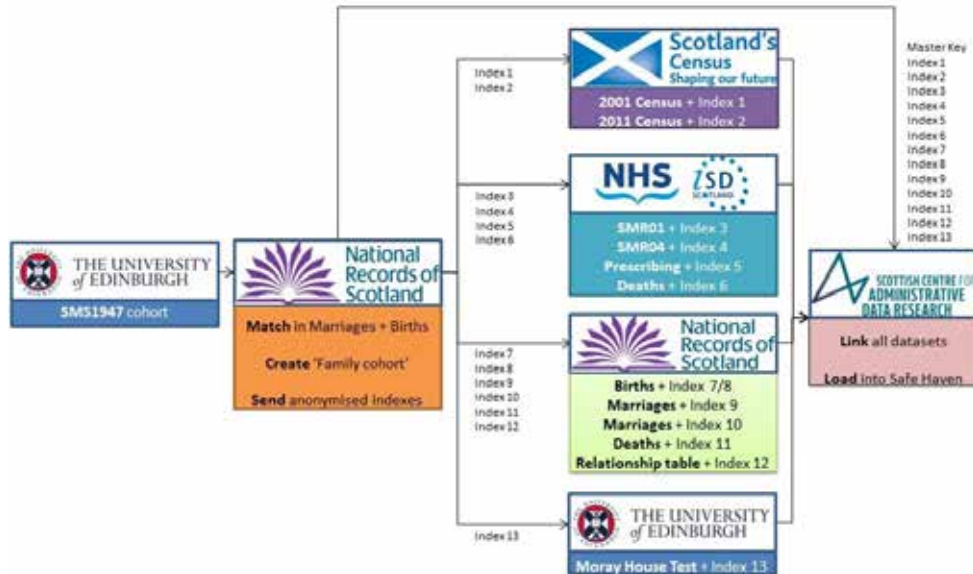 THE UNIVERSITY
of EDINBURGH
SMS1947 cohort
National
Records of
Scotland
Match in Marriages + Births
Create 'Family cohort'
Send anonymised indexes
Index 1
Index 2
Index 3
Index 4
Index 5
Index 6
Index 7
Index 8
Index 9
Index 10
Index 11
Index 12
Index 13
Scotland's
Census
Shaping our future
2001 Census + Index 1
2011 Census + Index 2
NHS
iSD
SCOTLAND
SMR01 + Index 3
SMR04 + Index 4
Prescribing + Index 5
Deaths + Index 6
National
Records of
Scotland
Births + Index 7/8
Marriages + Index 9
Marriages + Index 10
Deaths + Index 11
Relationship table + Index 12
THE UNIVERSITY
of EDINBURGH
Moray House Test + Index 13
Master Key
Index 1
Index 2
Index 3
Index 4
Index 5
Index 6
Index 7
Index 8
Index 9
Index 10
Index 11
Index 12
Index 13
SCOTTISH CENTRE FOR
ADMINISTRATIVE
DATA RESEARCH
Link all datasets
Load into Safe Haven